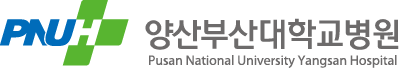 PNUH 양산부산대학교병원
Pusan National University Yangsan Hospital